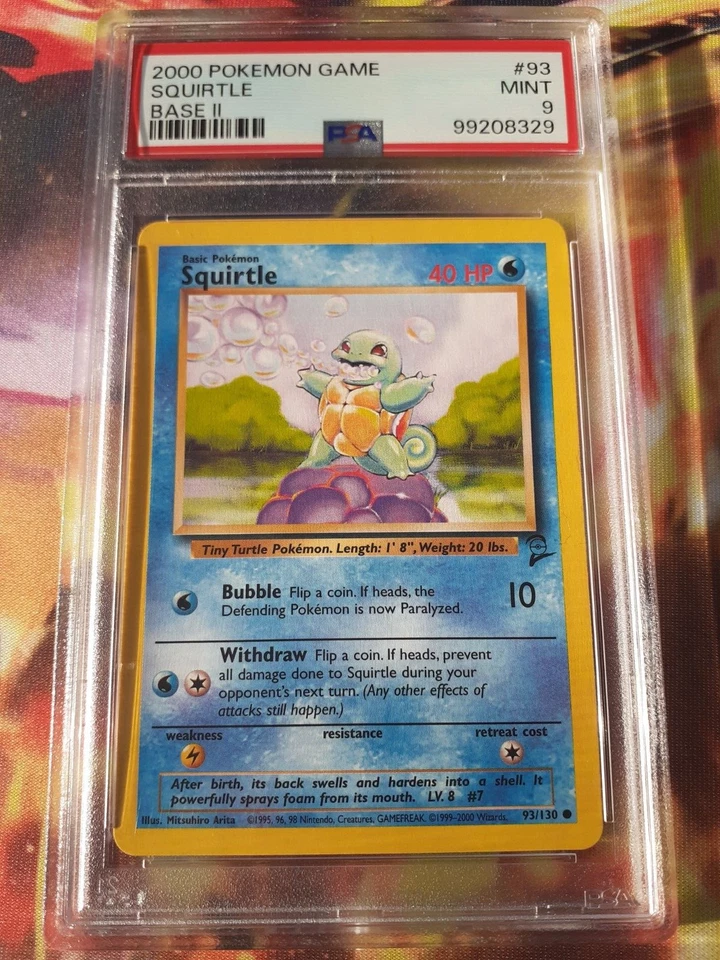 2000 POKEMON GAME #93
SQUIRTLE MINT
BASE II 9
PSA 99208329
Basic Pokémon
Squirtle 40 HP
Tiny Turtle Pokémon. Length: 1' 8", Weight: 20 lbs.
Bubble Flip a coin. If heads, the
Defending Pokémon is now Paralyzed. 10
Withdraw Flip a coin. If heads, prevent
all damage done to Squirtle during your
opponent's next turn. (Any other effects of
attacks still happen.)
weakness resistance retreat cost
After birth, its back swells and hardens into a shell. It
powerfully sprays foam from its mouth. LV. 8 #7
Illus. Mitsuhiro Arita ©1995, 96, 98 Nintendo, Creatures, GAMEFREAK. ©1999-2000 Wizards. 93/130